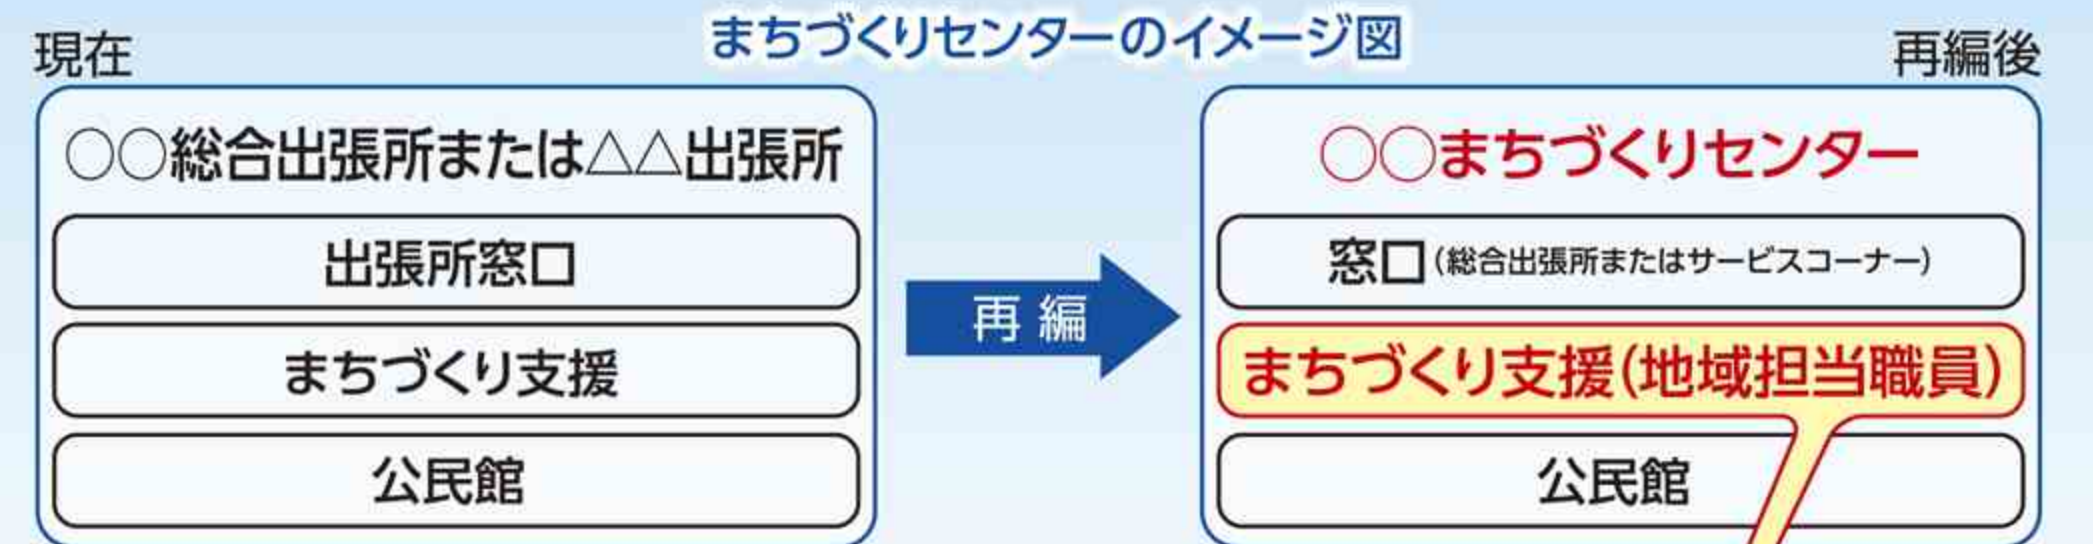 まちづくりセンターのイメージ図
現在
再編後
○○総合出張所または△△出張所
出張所窓口
まちづくり支援
公民館
再編
○○まちづくりセンター
窓口(総合出張所またはサービスコーナー)
まちづくり支援(地域担当職員)
公民館